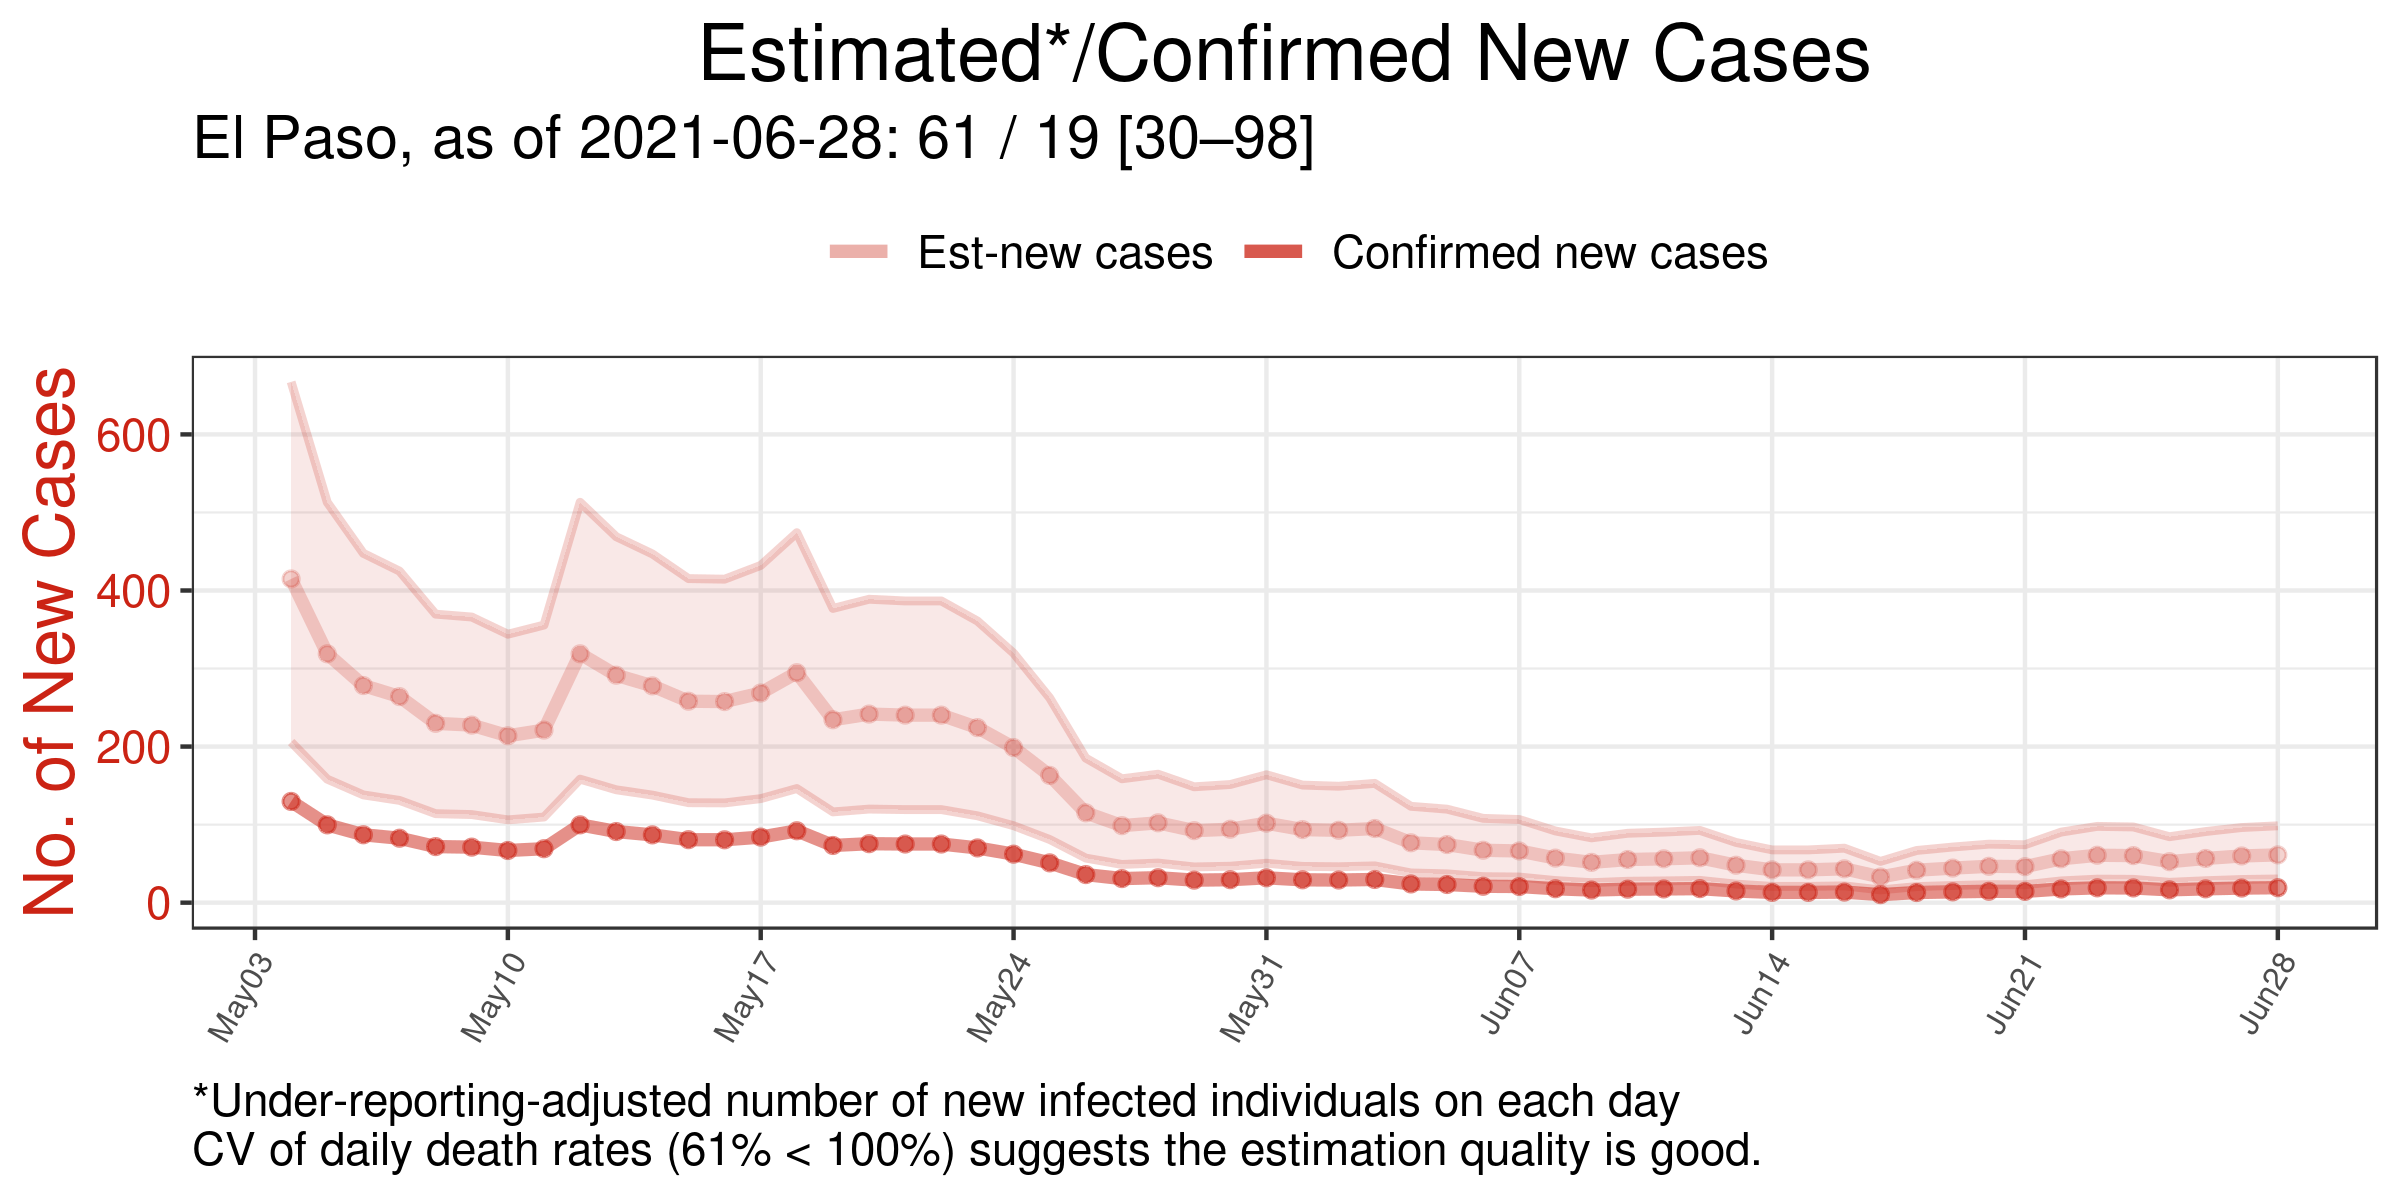 Estimated*/Confirmed New Cases
El Paso, as of 2021-06-28: 61 / 19 [30–98]
Est-new cases
Confirmed new cases
No. of New Cases
600
400
200
0
May03
May10
May17
May24
May31
Jun07
Jun14
Jun21
Jun28
*Under-reporting-adjusted number of new infected individuals on each day
CV of daily death rates (61% < 100%) suggests the estimation quality is good.